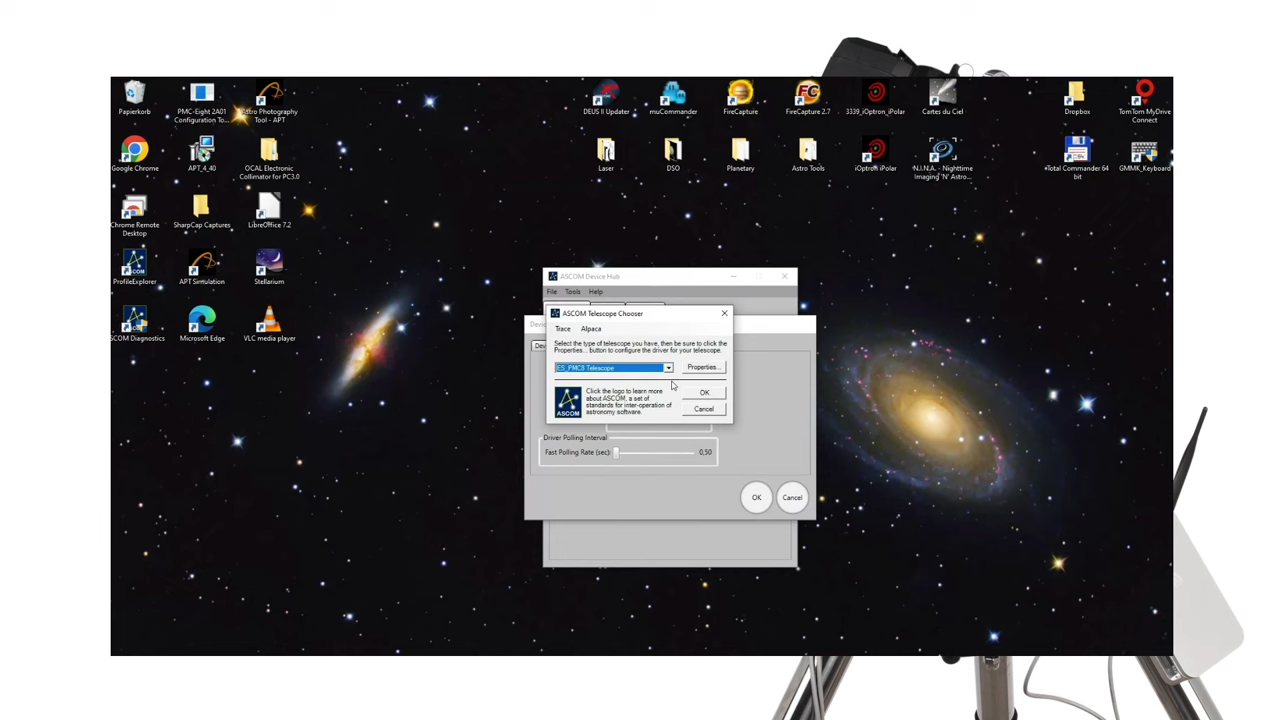 Papierkorb
PMC-Eight 2A01
Configuration To...
Astro Photography
Tool - APT
DEUS II Updater
muCommander
FireCapture
FireCapture 2.7
3339_iOptron_iPolar
Cartes du Ciel
Dropbox
TomTom MyDrive
Connect
Google Chrome
APT_4_40
OCAL Electronic
Collimator for PC3.0
Laser
DSO
Planetary
Astro Tools
iOptron iPolar
N.I.N.A. - Nighttime
Imaging 'N' Astro...
Total Commander 64
bit
GMMK_Keyboard
Chrome Remote
Desktop
SharpCap Captures
LibreOffice 7.2
ProfileExplorer
APT Simulation
Stellarium
SCOM Diagnostics
Microsoft Edge
VLC media player
ASCOM Device Hub
File Tools Help
ASCOM Telescope Chooser
Trace Alpaca
Select the type of telescope you have, then be sure to click the
Properties... button to configure the driver for your telescope.
ES_PMC8 Telescope
Properties...
Click the logo to learn more
about ASCOM, a set of
standards for inter-operation of
astronomy software.
ASCOM
OK
Cancel
Driver Polling Interval
Fast Polling Rate (sec): 0,50
OK
Cancel